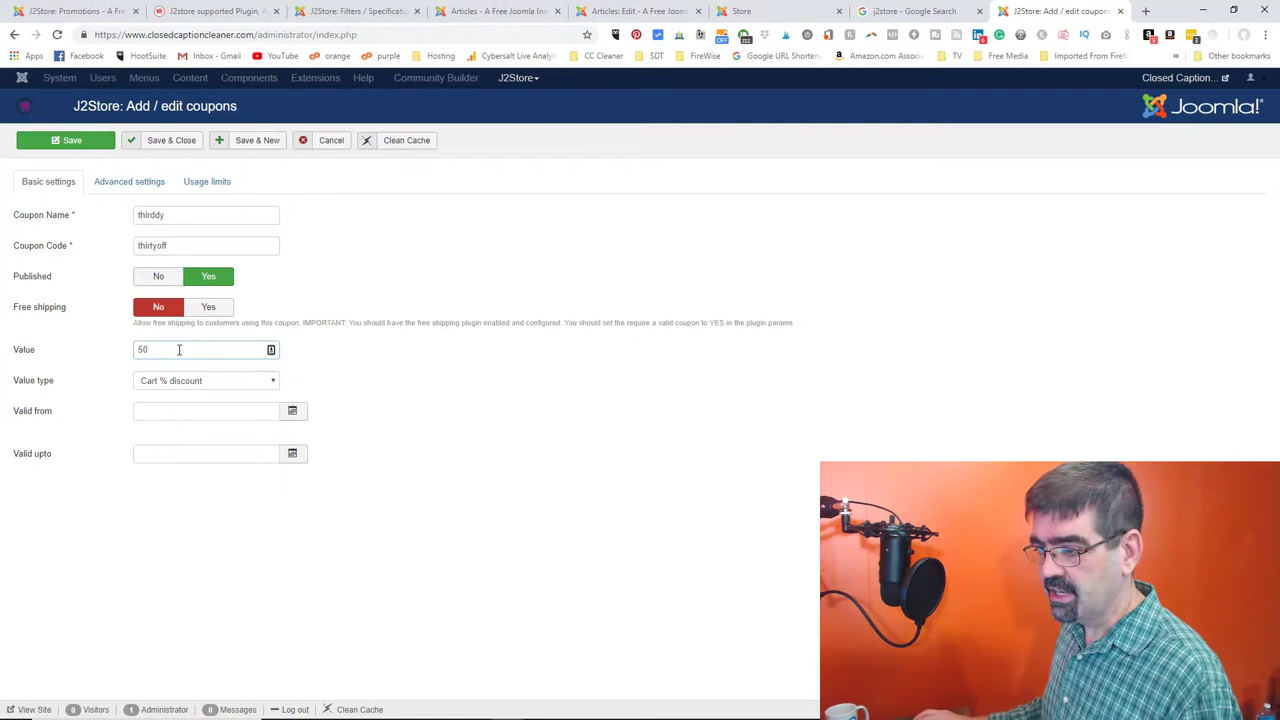 J2Store: Promotions - A Free Jo
J2store supported Plugin, A
J2Store: Filters / Specification
Articles - A Free Joomla Ins
Articles: Edit - A Free Jooml
Store
j2store - Google Search
J2Store: Add / edit coupons
https://www.closedcaptioncleaner.com/administrator/index.php
Apps Facebook HootSuite Inbox - Gmail YouTube orange purple Hosting Cybersalt Analytics CC Cleaner SDT FireWise Google URL Shorten Amazon.com Associ TV Free Media Imported From Firef Other bookmarks
System Users Menus Content Components Extensions Help Community Builder J2Store Closed Caption...
J2Store: Add / edit coupons
Joomla!
Save Save & Close Save & New Cancel Clean Cache
Basic settings Advanced settings Usage limits
Coupon Name * thirddy
Coupon Code * thirtyoff
Published No Yes
Free shipping No Yes
Allow free shipping to customers using this coupon. IMPORTANT: You should have the free shipping plugin enabled and configured. You should set the require a valid coupon to YES in the plugin params
Value 50
Value type Cart % discount
Valid from
Valid upto
View Site 0 Visitors 1 Administrator 0 Messages Log out Clean Cache